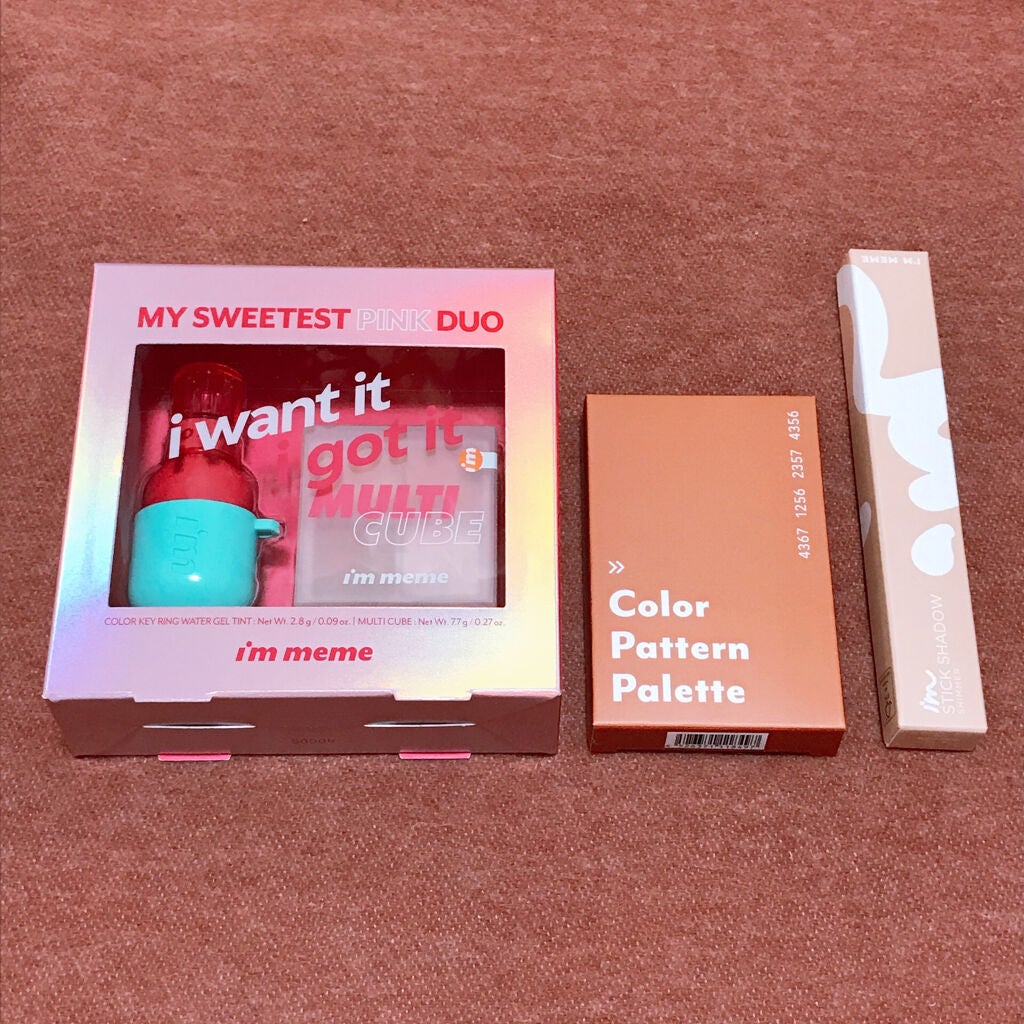 MY SWEETEST PINK DUO
i want it
i got it
i'm
MULTI
CUBE
i'm meme
i'm
COLOR KEY RING WATER GEL TINT : Net Wt. 2.8 g / 0.09 oz. | MULTI CUBE : Net Wt. 7.7 g / 0.27 oz.
i'm meme
4367 1256 2357 4356
»
Color
Pattern
Palette
I'M MEME
i'm
STICK SHADOW
SHIMMER